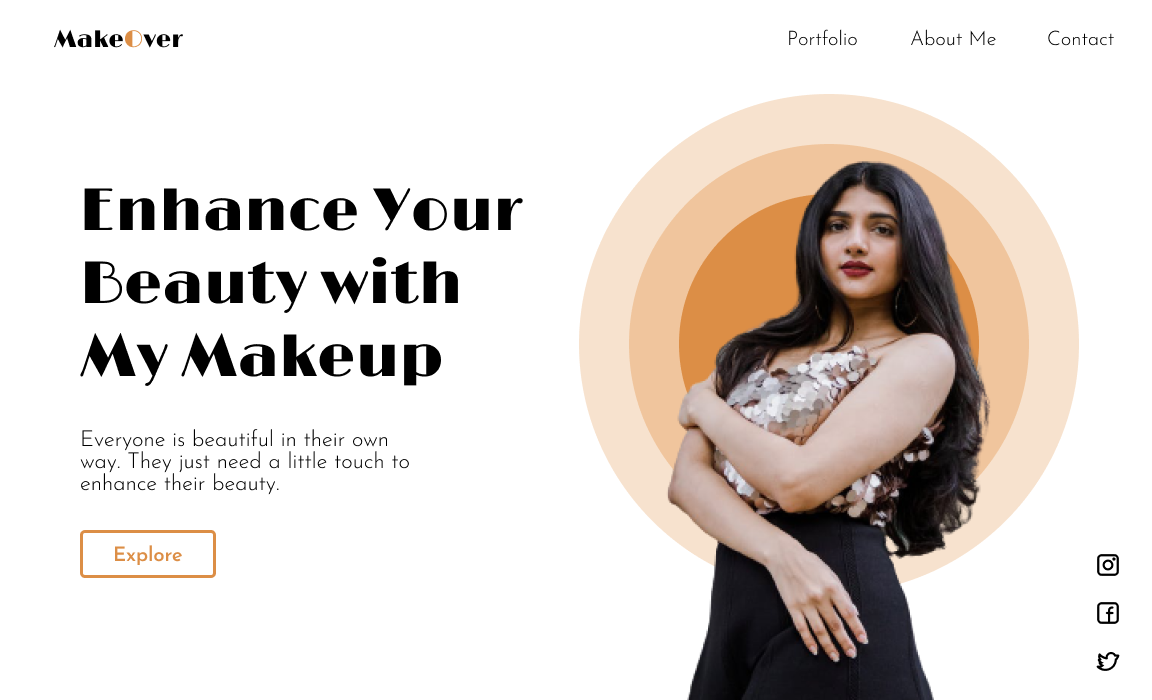 MakeOver
Portfolio About Me Contact
Enhance Your
Beauty with
My Makeup
Everyone is beautiful in their own
way. They just need a little touch to
enhance their beauty.
Explore